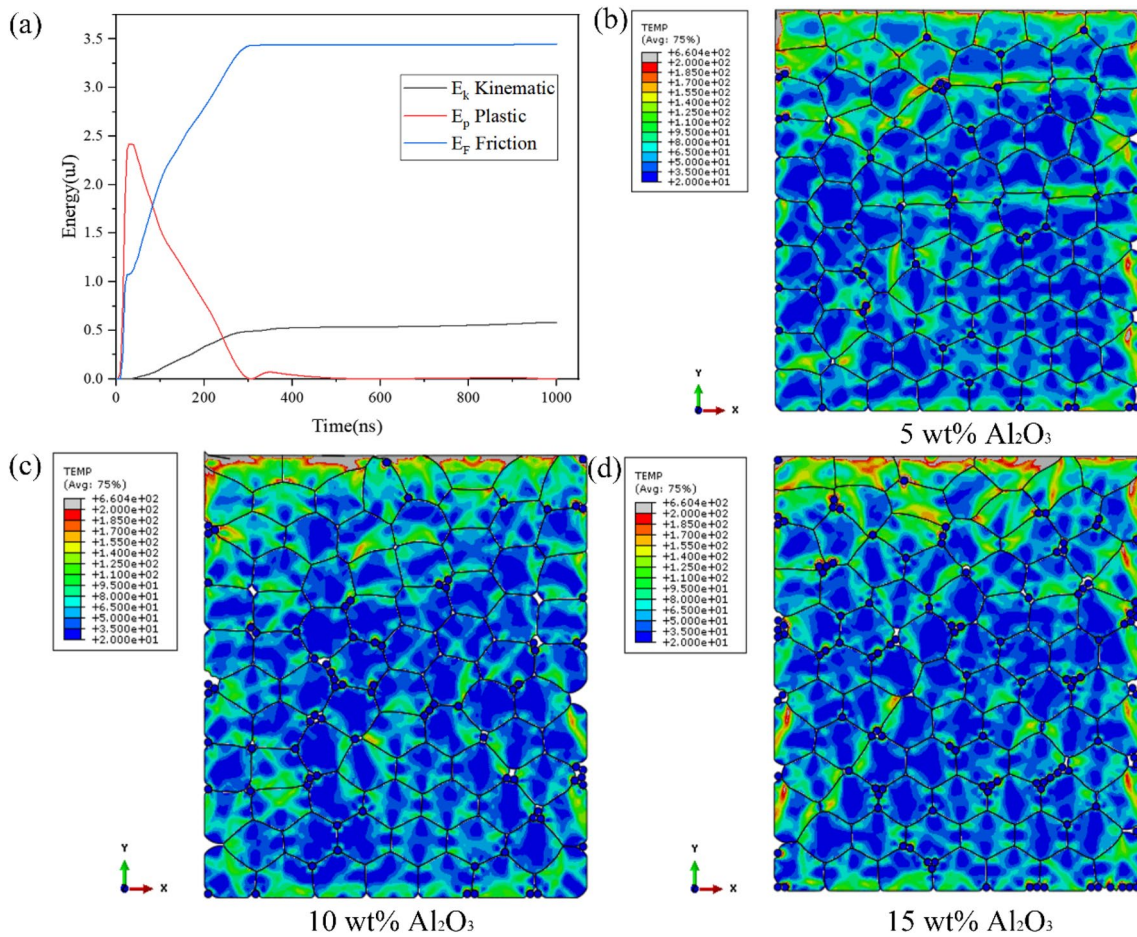 (a)
3.5
3.0
2.5
2.0
1.5
1.0
0.5
0.0
Energy(uJ)
E_k Kinematic
E_p Plastic
E_F Friction
0 200 400 600 800 1000
Time(ns)
(b)
TEMP
(Avg: 75%)
+6.604e+02
+2.000e+02
+1.850e+02
+1.700e+02
+1.550e+02
+1.400e+02
+1.250e+02
+1.100e+02
+9.500e+01
+8.000e+01
+6.500e+01
+5.000e+01
+3.500e+01
+2.000e+01
Y
X
5 wt% Al₂O₃
(c)
TEMP
(Avg: 75%)
+6.604e+02
+2.000e+02
+1.850e+02
+1.700e+02
+1.550e+02
+1.400e+02
+1.250e+02
+1.100e+02
+9.500e+01
+8.000e+01
+6.500e+01
+5.000e+01
+3.500e+01
+2.000e+01
Y
X
10 wt% Al₂O₃
(d)
TEMP
(Avg: 75%)
+6.604e+02
+2.000e+02
+1.850e+02
+1.700e+02
+1.550e+02
+1.400e+02
+1.250e+02
+1.100e+02
+9.500e+01
+8.000e+01
+6.500e+01
+5.000e+01
+3.500e+01
+2.000e+01
Y
X
15 wt% Al₂O₃